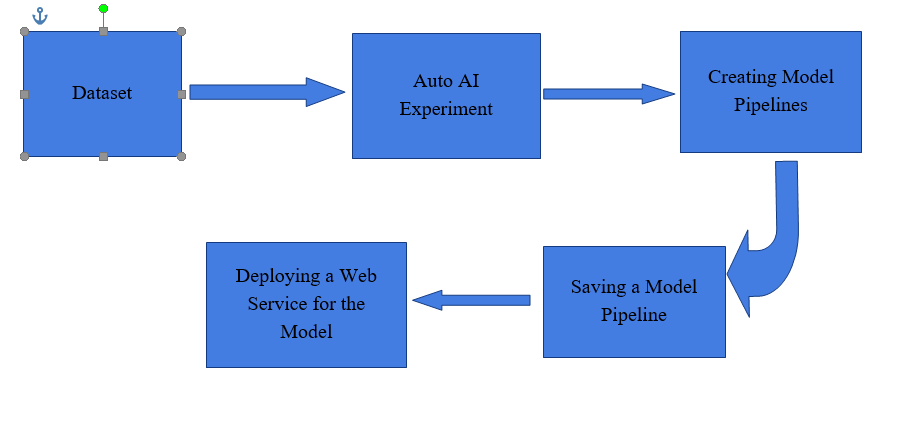 Dataset
Auto AI
Experiment
Creating Model
Pipelines
Saving a Model
Pipeline
Deploying a Web
Service for the
Model